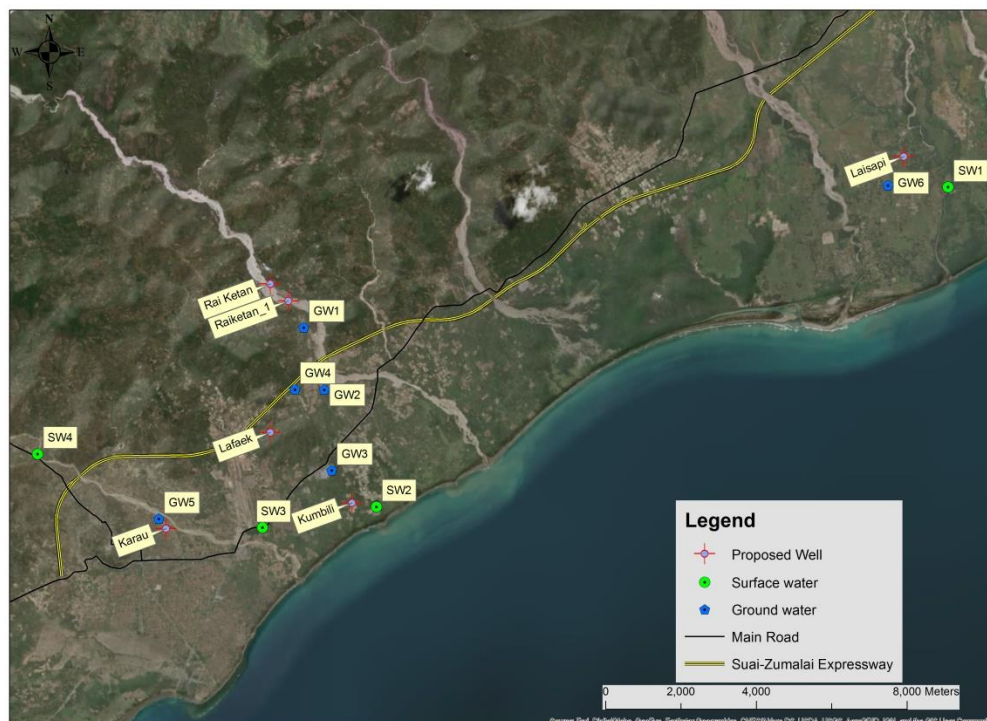 N
W E
S
Laisapi
GW6
SW1
Rai Ketan
Raiketan_1
GW1
GW4
GW2
Lafaek
SW4
GW3
GW5
Karau
SW3
Kumbili
SW2
Legend
Proposed Well
Surface water
Ground water
Main Road
Suai-Zumalai Expressway
0 2,000 4,000 8,000 Meters